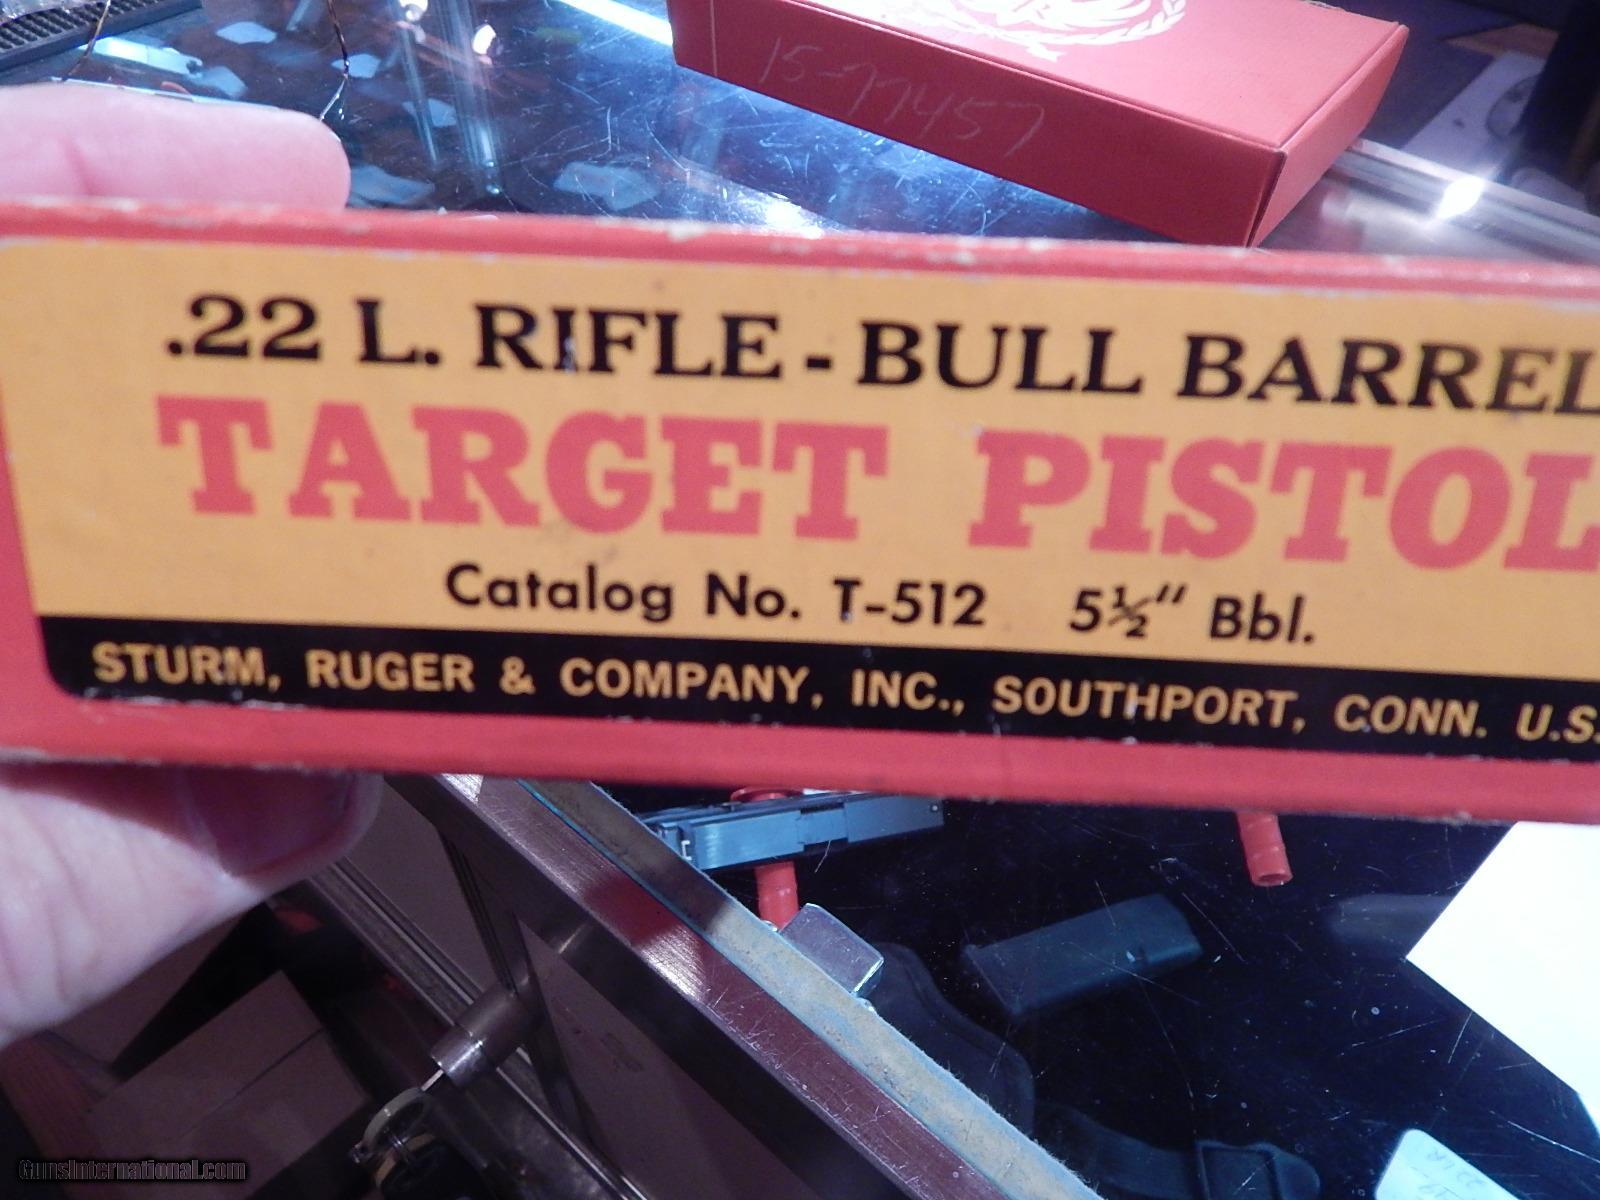 15-77457
.22 L. RIFLE - BULL BARREL
TARGET PISTOL
Catalog No. T-512 5½" Bbl.
STURM, RUGER & COMPANY, INC., SOUTHPORT, CONN. U.S.
GunsInternational.com